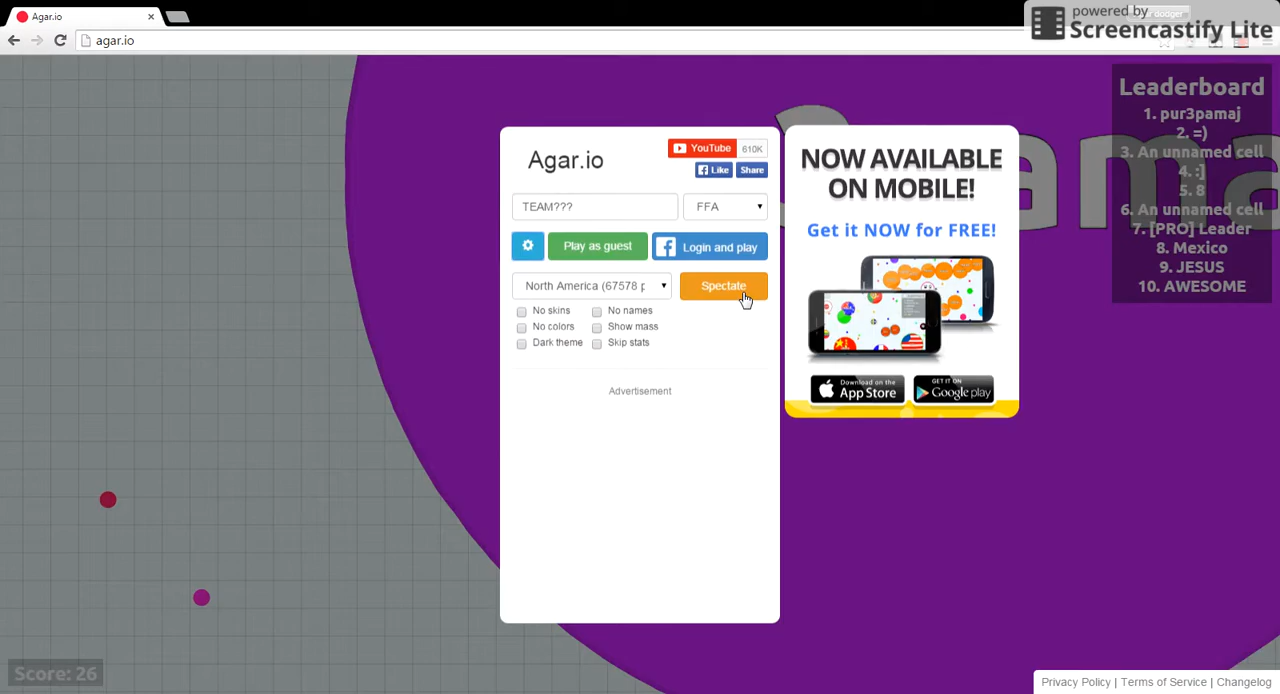 Agar.io
dodger
powered by
Screencastify Lite
agar.io
Leaderboard
1. pur3pamaj
2. =)
3. An unnamed cell
4. :]
5. 8
6. An unnamed cell
7. [PRO] Leader
8. Mexico
9. JESUS
10. AWESOME
Agar.io
YouTube 610K
Like Share
TEAM??? FFA
Play as guest Login and play
North America (67578 p Spectate
No skins No names
No colors Show mass
Dark theme Skip stats
Advertisement
NOW AVAILABLE
ON MOBILE!
Get it NOW for FREE!
Download on the
App Store
GET IT ON
Google play
Score: 26
Privacy Policy | Terms of Service | Changelog